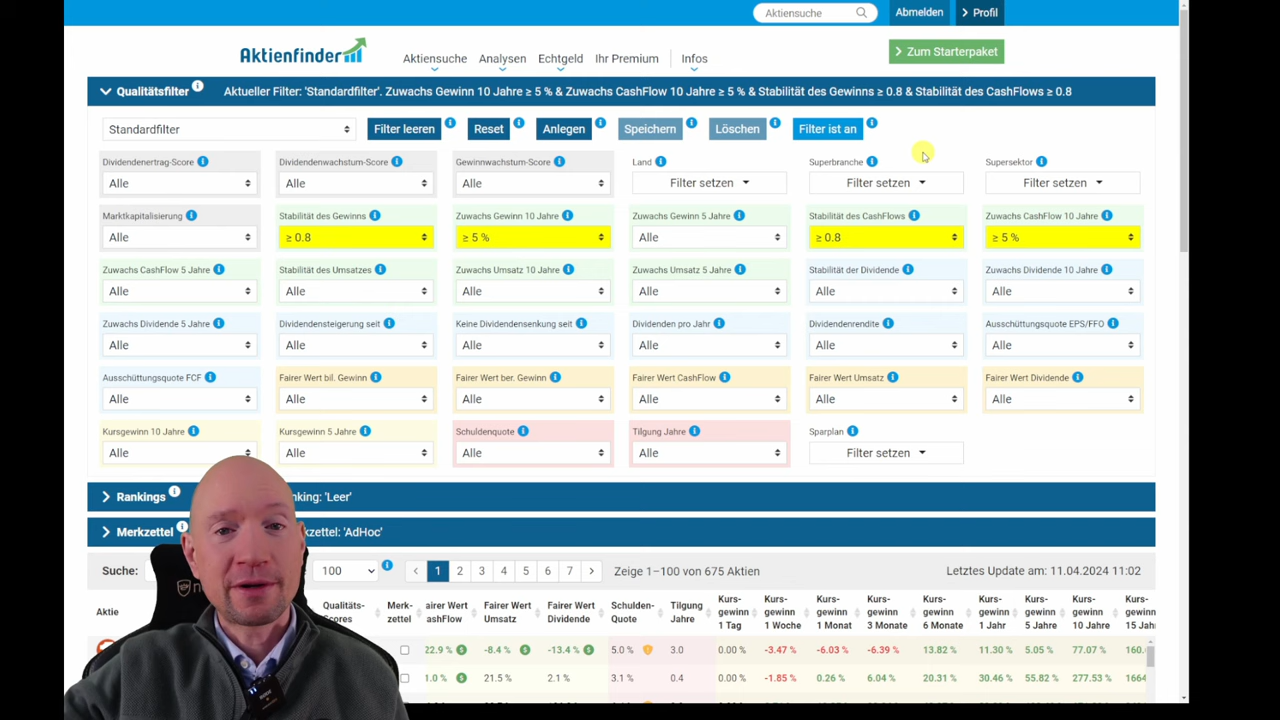 Aktiensuche
Abmelden
Profil
Aktienfinder
Aktiensuche Analysen Echtgeld Ihr Premium Infos
Zum Starterpaket
Qualitätsfilter Aktueller Filter: 'Standardfilter'. Zuwachs Gewinn 10 Jahre ≥ 5 % & Zuwachs CashFlow 10 Jahre ≥ 5 % & Stabilität des Gewinns ≥ 0.8 & Stabilität des CashFlows ≥ 0.8
Standardfilter Filter leeren Reset Anlegen Speichern Löschen Filter ist an
Dividendenertrag-Score Dividendenwachstum-Score Gewinnwachstum-Score Land Superbranche Supersektor
Alle Alle Alle Filter setzen Filter setzen Filter setzen
Marktkapitalisierung Stabilität des Gewinns Zuwachs Gewinn 10 Jahre Zuwachs Gewinn 5 Jahre Stabilität des CashFlows Zuwachs CashFlow 10 Jahre
Alle ≥ 0.8 ≥ 5 % Alle ≥ 0.8 ≥ 5 %
Zuwachs CashFlow 5 Jahre Stabilität des Umsatzes Zuwachs Umsatz 10 Jahre Zuwachs Umsatz 5 Jahre Stabilität der Dividende Zuwachs Dividende 10 Jahre
Alle Alle Alle Alle Alle Alle
Zuwachs Dividende 5 Jahre Dividendensteigerung seit Keine Dividendensenkung seit Dividenden pro Jahr Dividendenrendite Ausschüttungsquote EPS/FFO
Alle Alle Alle Alle Alle Alle
Ausschüttungsquote FCF Fairer Wert bil. Gewinn Fairer Wert ber. Gewinn Fairer Wert CashFlow Fairer Wert Umsatz Fairer Wert Dividende
Alle Alle Alle Alle Alle Alle
Kursgewinn 10 Jahre Kursgewinn 5 Jahre Schuldenquote Tilgung Jahre Sparplan
Alle Alle Alle Alle Filter setzen
Rankings nking: 'Leer'
Merkzettel kzettel: 'AdHoc'
Suche: 100 1 2 3 4 5 6 7 Zeige 1–100 von 675 Aktien Letztes Update am: 11.04.2024 11:02
Aktie Qualitäts-Scores Merk-zettel airer Wert ashFlow Fairer Wert Umsatz Fairer Wert Dividende Schulden-Quote Tilgung Jahre Kurs-gewinn 1 Tag Kurs-gewinn 1 Woche Kurs-gewinn 1 Monat Kurs-gewinn 3 Monate Kurs-gewinn 6 Monate Kurs-gewinn 1 Jahr Kurs-gewinn 5 Jahre Kurs-gewinn 10 Jahre Kurs-gewinn 15 Jahr
22.9 % -8.4 % -13.4 % 5.0 % 3.0 0.00 % -3.47 % -6.03 % -6.39 % 13.82 % 11.30 % 5.05 % 77.07 % 160.
1.0 % 21.5 % 2.1 % 3.1 % 0.4 0.00 % -1.85 % 0.26 % 6.04 % 20.31 % 30.46 % 55.82 % 277.53 % 1664